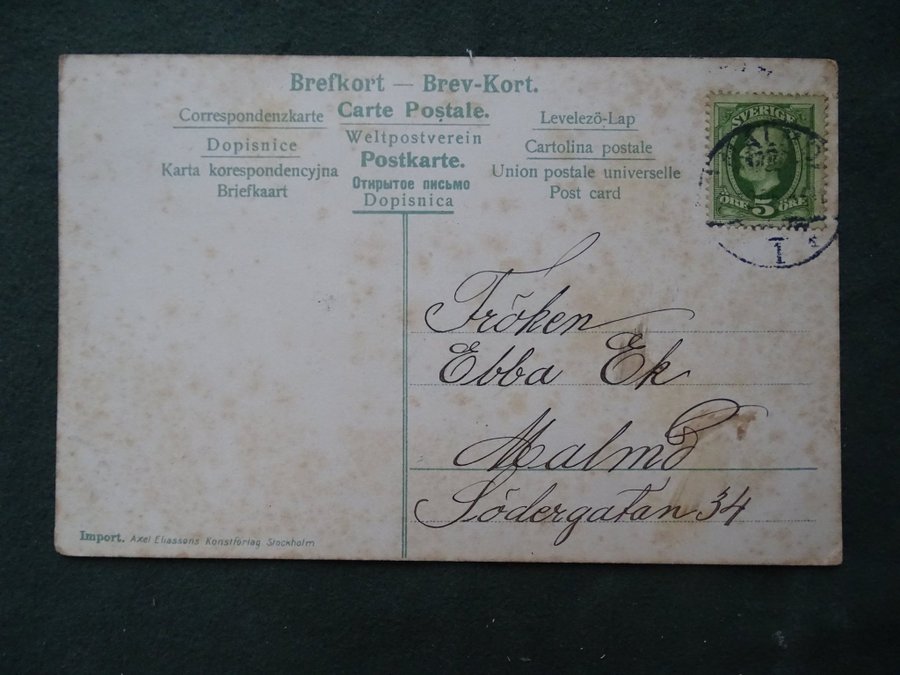 Brefkort — Brev-Kort.
Correspondenzkarte Carte Postale. Levelezö-Lap
Dopisnice Weltpostverein Cartolina postale
Karta korespondencyjna Postkarte. Union postale universelle
Briefkaart Открытое письмо Post card
Dopisnica
SVERIGE
ÖRE 5 ÖRE
Fröken
Ebba Ek
Malmö
Södergatan 34
Import. Axel Eliassons Konstförlag Stockholm